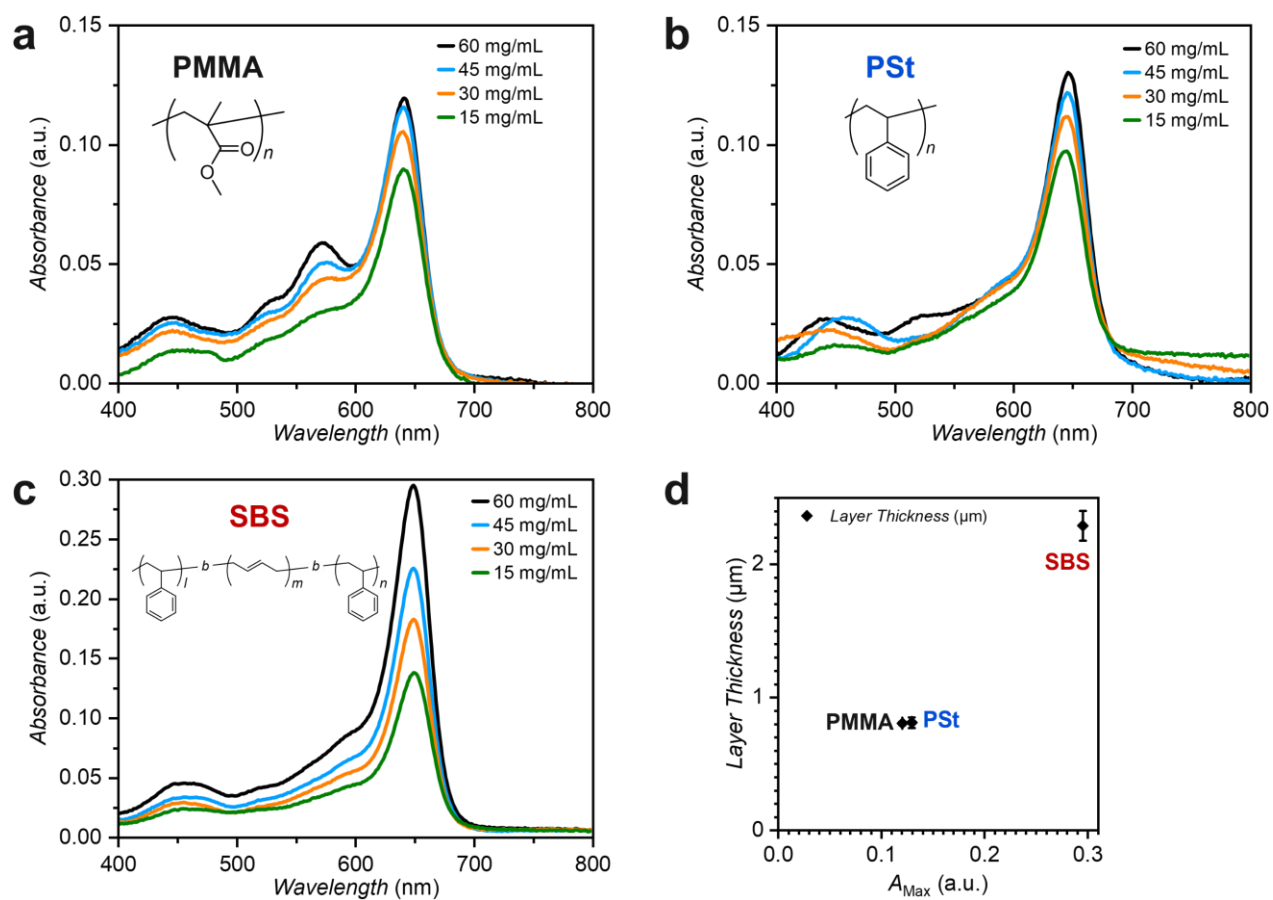 a
PMMA
n
O
O
60 mg/mL
45 mg/mL
30 mg/mL
15 mg/mL
0.15
0.10
0.05
0.00
Absorbance (a.u.)
400 500 600 700 800
Wavelength (nm)
b
PSt
n
60 mg/mL
45 mg/mL
30 mg/mL
15 mg/mL
0.15
0.10
0.05
0.00
Absorbance (a.u.)
400 500 600 700 800
Wavelength (nm)
c
SBS
l b m b n
60 mg/mL
45 mg/mL
30 mg/mL
15 mg/mL
0.30
0.25
0.20
0.15
0.10
0.05
0.00
Absorbance (a.u.)
400 500 600 700 800
Wavelength (nm)
d
Layer Thickness (µm)
SBS
PMMA PSt
2
1
0
Layer Thickness (µm)
0.0 0.1 0.2 0.3
AMax (a.u.)